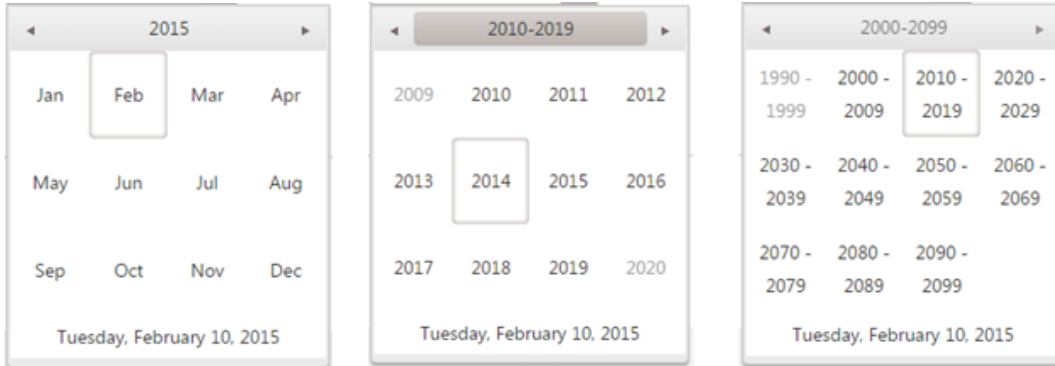 2015
Jan Feb Mar Apr
May Jun Jul Aug
Sep Oct Nov Dec
Tuesday, February 10, 2015
2010-2019
2009 2010 2011 2012
2013 2014 2015 2016
2017 2018 2019 2020
Tuesday, February 10, 2015
2000-2099
1990 - 2000 - 2010 - 2020 -
1999 2009 2019 2029
2030 - 2040 - 2050 - 2060 -
2039 2049 2059 2069
2070 - 2080 - 2090 -
2079 2089 2099
Tuesday, February 10, 2015